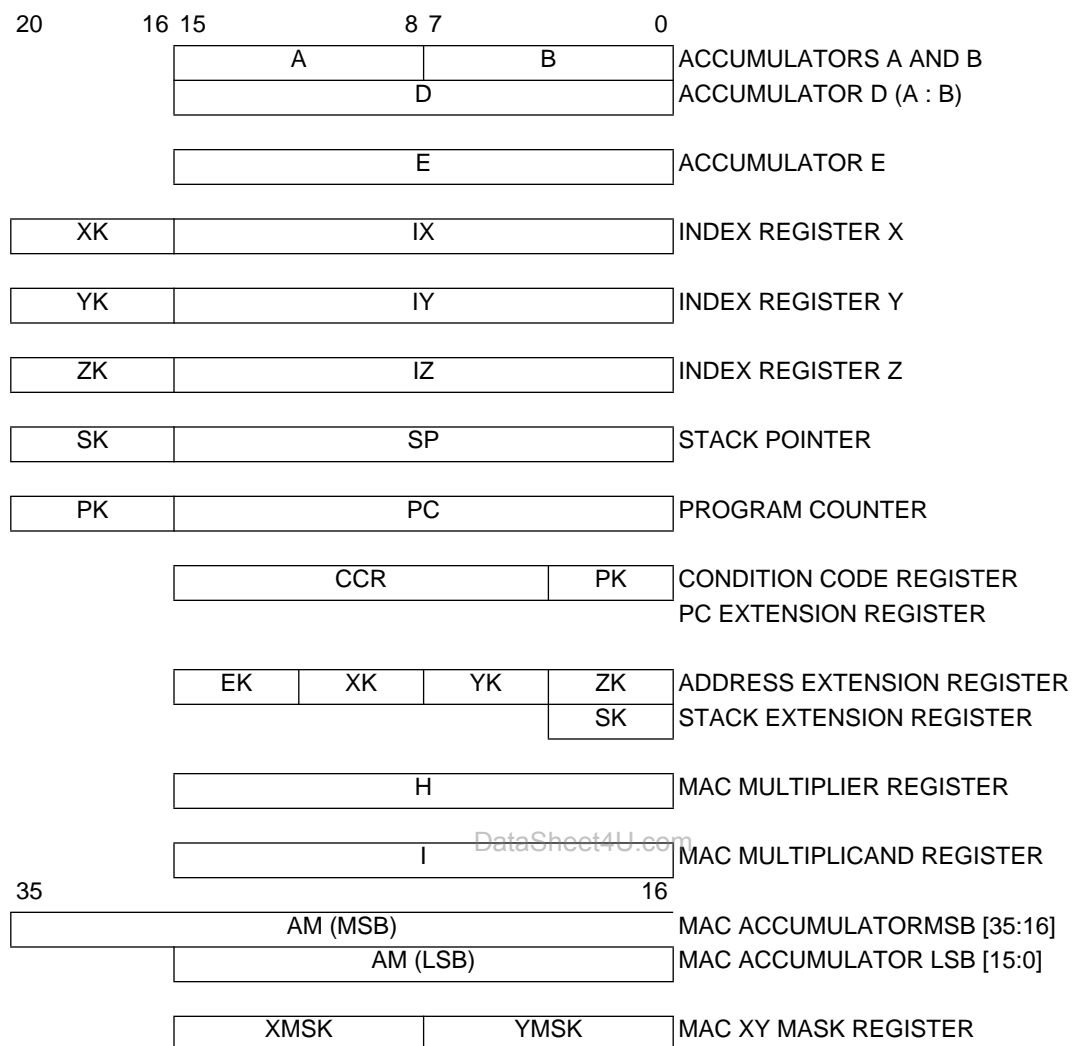 20 16 15 8 7 0
A B ACCUMULATORS A AND B
D ACCUMULATOR D (A : B)
E ACCUMULATOR E
XK IX INDEX REGISTER X
YK IY INDEX REGISTER Y
ZK IZ INDEX REGISTER Z
SK SP STACK POINTER
PK PC PROGRAM COUNTER
CCR PK CONDITION CODE REGISTER
PC EXTENSION REGISTER
EK XK YK ZK ADDRESS EXTENSION REGISTER
SK STACK EXTENSION REGISTER
H MAC MULTIPLIER REGISTER
DataSheet4U.com
I MAC MULTIPLICAND REGISTER
35 16
AM (MSB) MAC ACCUMULATORMSB [35:16]
AM (LSB) MAC ACCUMULATOR LSB [15:0]
XMSK YMSK MAC XY MASK REGISTER